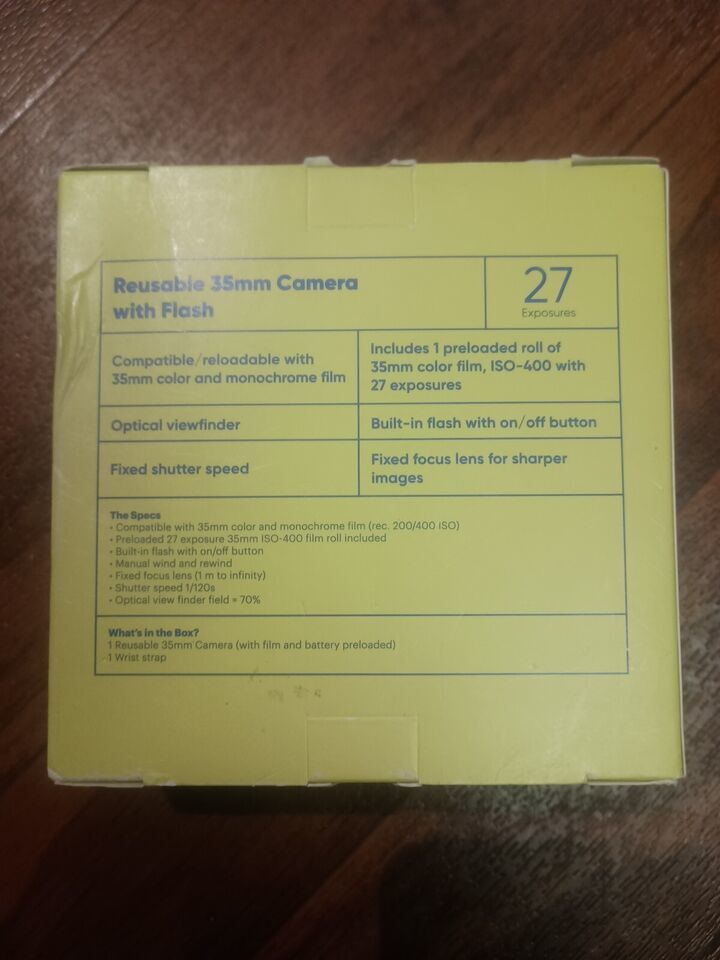 Reusable 35mm Camera
with Flash
27
Exposures
Compatible/reloadable with
35mm color and monochrome film
Includes 1 preloaded roll of
35mm color film, ISO-400 with
27 exposures
Optical viewfinder
Built-in flash with on/off button
Fixed shutter speed
Fixed focus lens for sharper
images
The Specs
• Compatible with 35mm color and monochrome film (rec. 200/400 ISO)
• Preloaded 27 exposure 35mm ISO-400 film roll included
• Built-in flash with on/off button
• Manual wind and rewind
• Fixed focus lens (1 m to infinity)
• Shutter speed 1/120s
• Optical view finder field = 70%
What's in the Box?
1 Reusable 35mm Camera (with film and battery preloaded)
1 Wrist strap